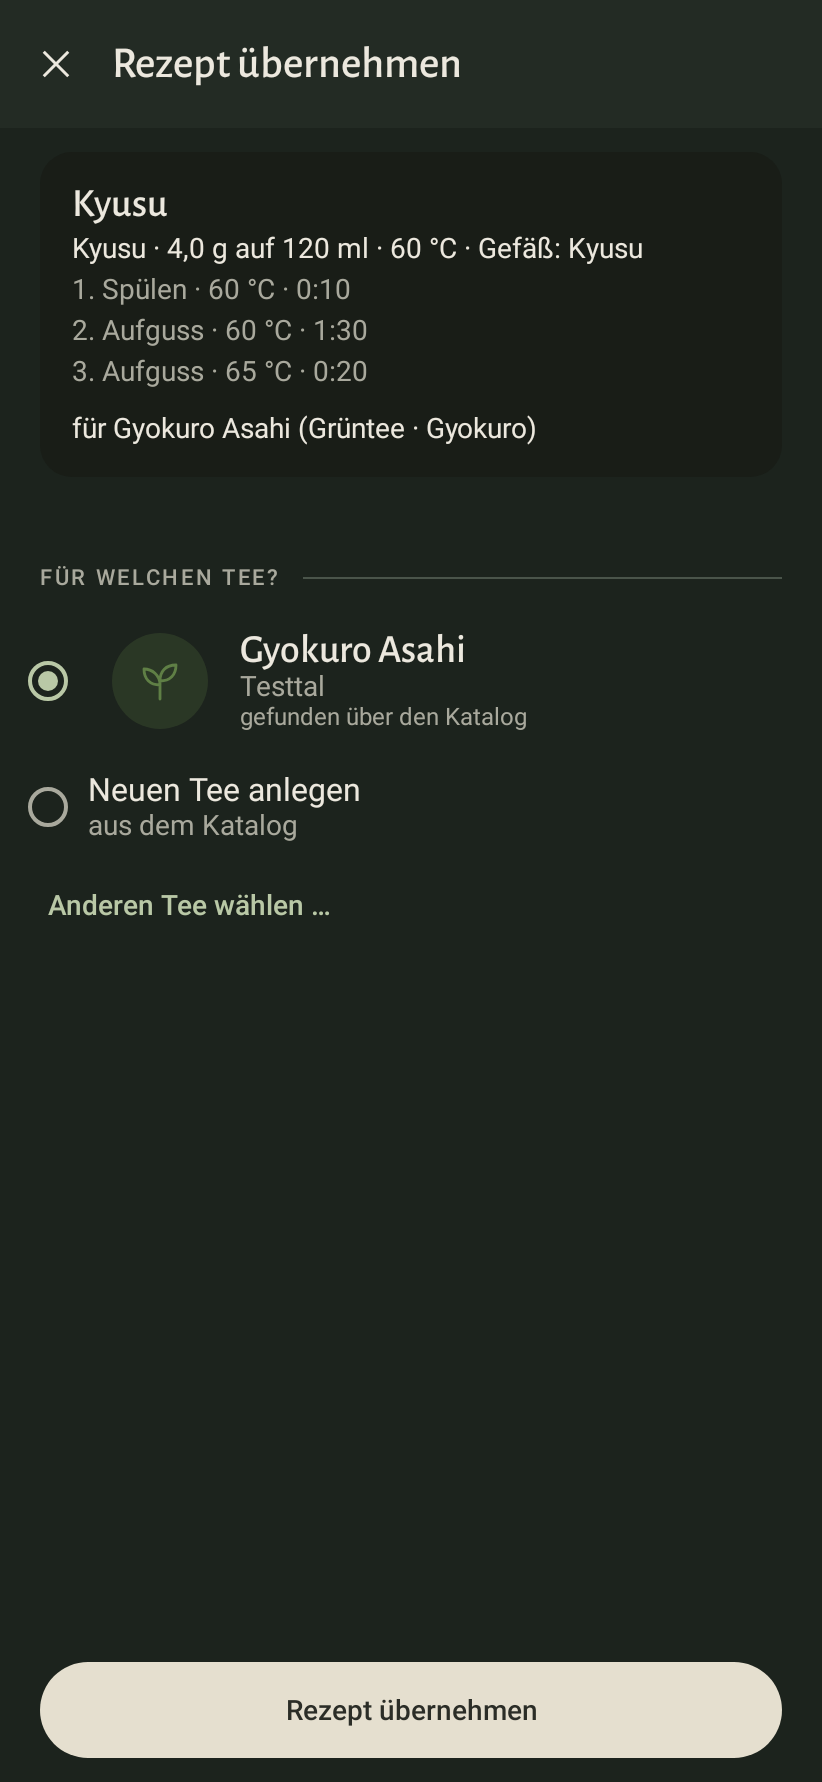 Rezept übernehmen
Kyusu
Kyusu · 4,0 g auf 120 ml · 60 °C · Gefäß: Kyusu
1. Spülen · 60 °C · 0:10
2. Aufguss · 60 °C · 1:30
3. Aufguss · 65 °C · 0:20
für Gyokuro Asahi (Grüntee · Gyokuro)
FÜR WELCHEN TEE?
Gyokuro Asahi
Testtal
gefunden über den Katalog
Neuen Tee anlegen
aus dem Katalog
Anderen Tee wählen …
Rezept übernehmen